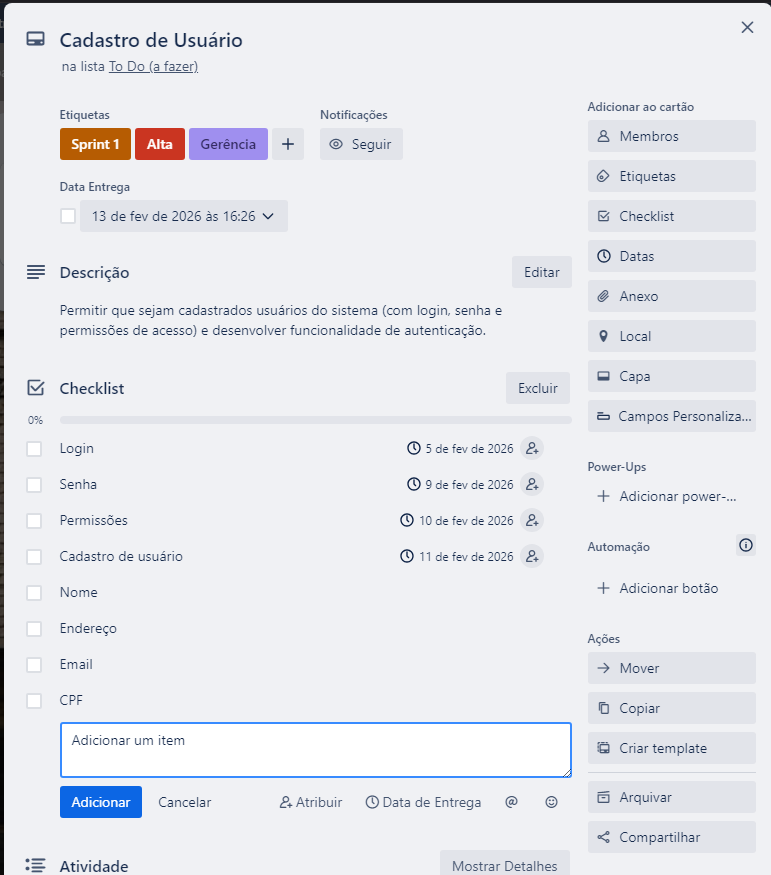 Cadastro de Usuário
na lista To Do (a fazer)
Etiquetas
Notificações
Sprint 1
Alta
Gerência
Seguir
Data Entrega
13 de fev de 2026 às 16:26
Descrição
Editar
Permitir que sejam cadastrados usuários do sistema (com login, senha e
permissões de acesso) e desenvolver funcionalidade de autenticação.
Checklist
Excluir
0%
Login 5 de fev de 2026
Senha 9 de fev de 2026
Permissões 10 de fev de 2026
Cadastro de usuário 11 de fev de 2026
Nome
Endereço
Email
CPF
Adicionar um item
Adicionar
Cancelar
Atribuir
Data de Entrega
@
Atividade
Mostrar Detalhes
Adicionar ao cartão
Membros
Etiquetas
Checklist
Datas
Anexo
Local
Capa
Campos Personaliza...
Power-Ups
Adicionar power-...
Automação
Adicionar botão
Ações
Mover
Copiar
Criar template
Arquivar
Compartilhar